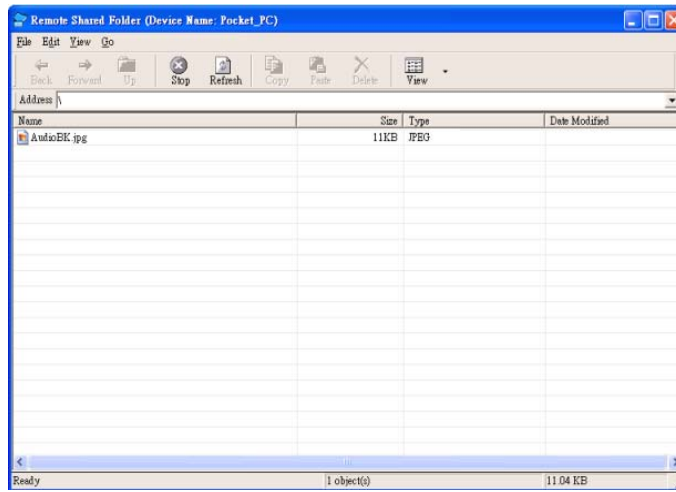 Remote Shared Folder (Device Name: Pocket_PC)
File Edit View Go
Back Forward Up Stop Refresh Copy Paste Delete View
Address \
Name Size Type Date Modified
AudioBK.jpg 11KB JPEG
Ready 1 object(s) 11.04 KB